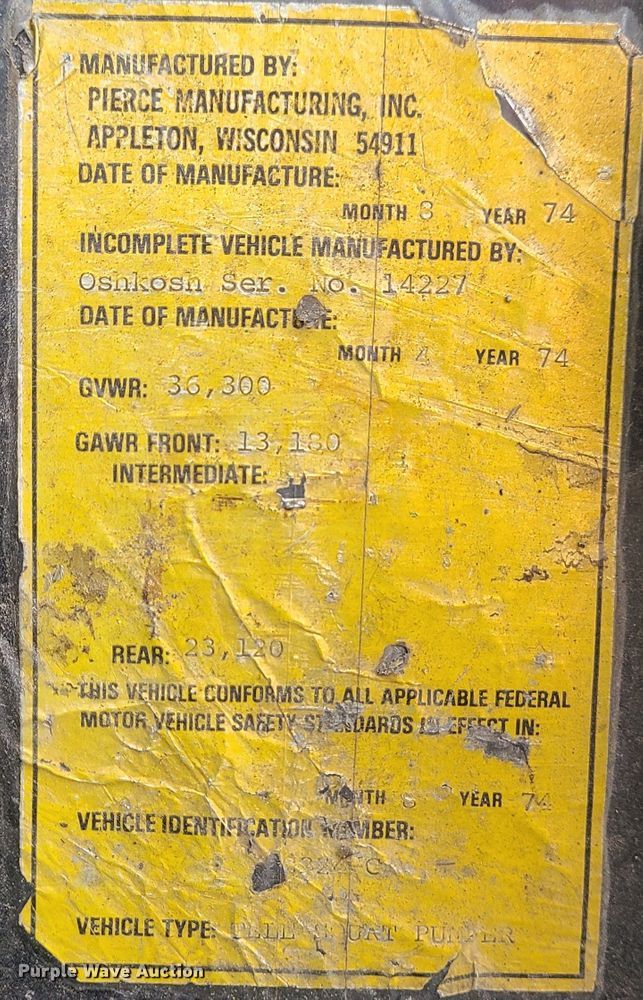 MANUFACTURED BY:
PIERCE MANUFACTURING, INC.
APPLETON, WISCONSIN 54911
DATE OF MANUFACTURE:
MONTH 8 YEAR 74
INCOMPLETE VEHICLE MANUFACTURED BY:
Oshkosh Ser. No. 14227
DATE OF MANUFACTURE:
MONTH 4 YEAR 74
GVWR: 36,300
GAWR FRONT: 13,180
INTERMEDIATE:
REAR: 23,120
THIS VEHICLE CONFORMS TO ALL APPLICABLE FEDERAL
MOTOR VEHICLE SAFETY STANDARDS IN EFFECT IN:
MONTH 8 YEAR 74
VEHICLE IDENTIFICATION NUMBER:
VEHICLE TYPE: TELE SQURT PUMPER
Purple Wave Auction